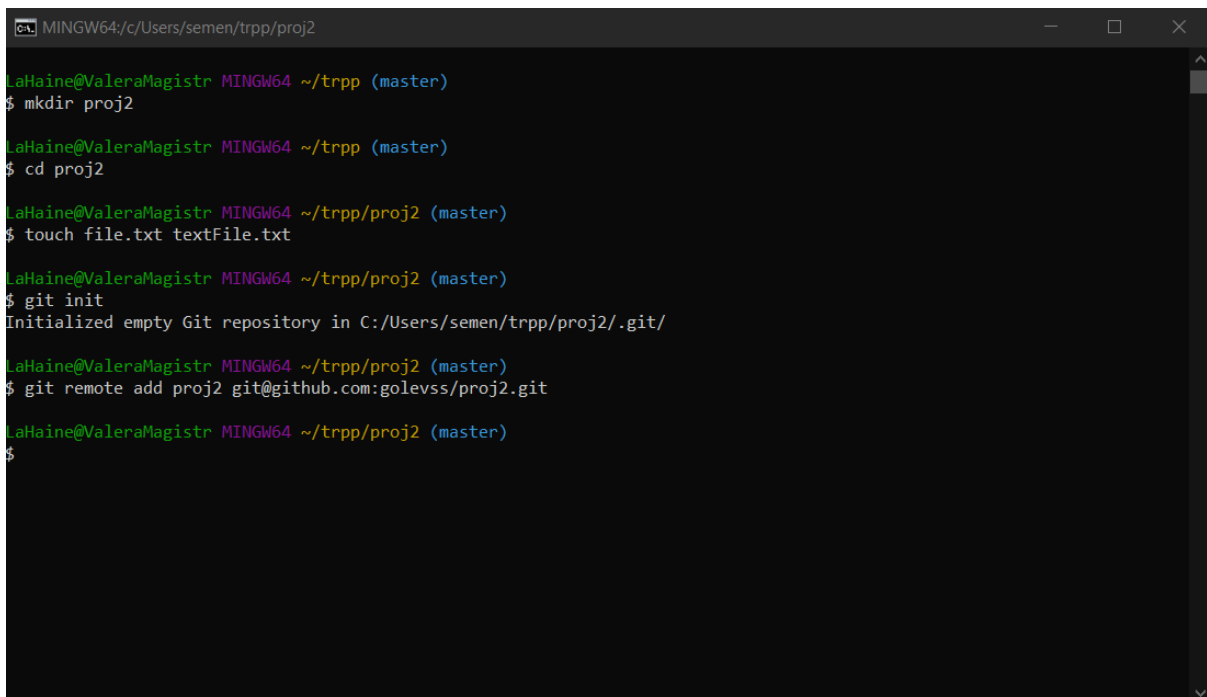 MINGW64:/c/Users/semen/trpp/proj2
LaHaine@ValeraMagistr MINGW64 ~/trpp (master)
$ mkdir proj2
LaHaine@ValeraMagistr MINGW64 ~/trpp (master)
$ cd proj2
LaHaine@ValeraMagistr MINGW64 ~/trpp/proj2 (master)
$ touch file.txt textFile.txt
LaHaine@ValeraMagistr MINGW64 ~/trpp/proj2 (master)
$ git init
Initialized empty Git repository in C:/Users/semen/trpp/proj2/.git/
LaHaine@ValeraMagistr MINGW64 ~/trpp/proj2 (master)
$ git remote add proj2 git@github.com:golevss/proj2.git
LaHaine@ValeraMagistr MINGW64 ~/trpp/proj2 (master)
$